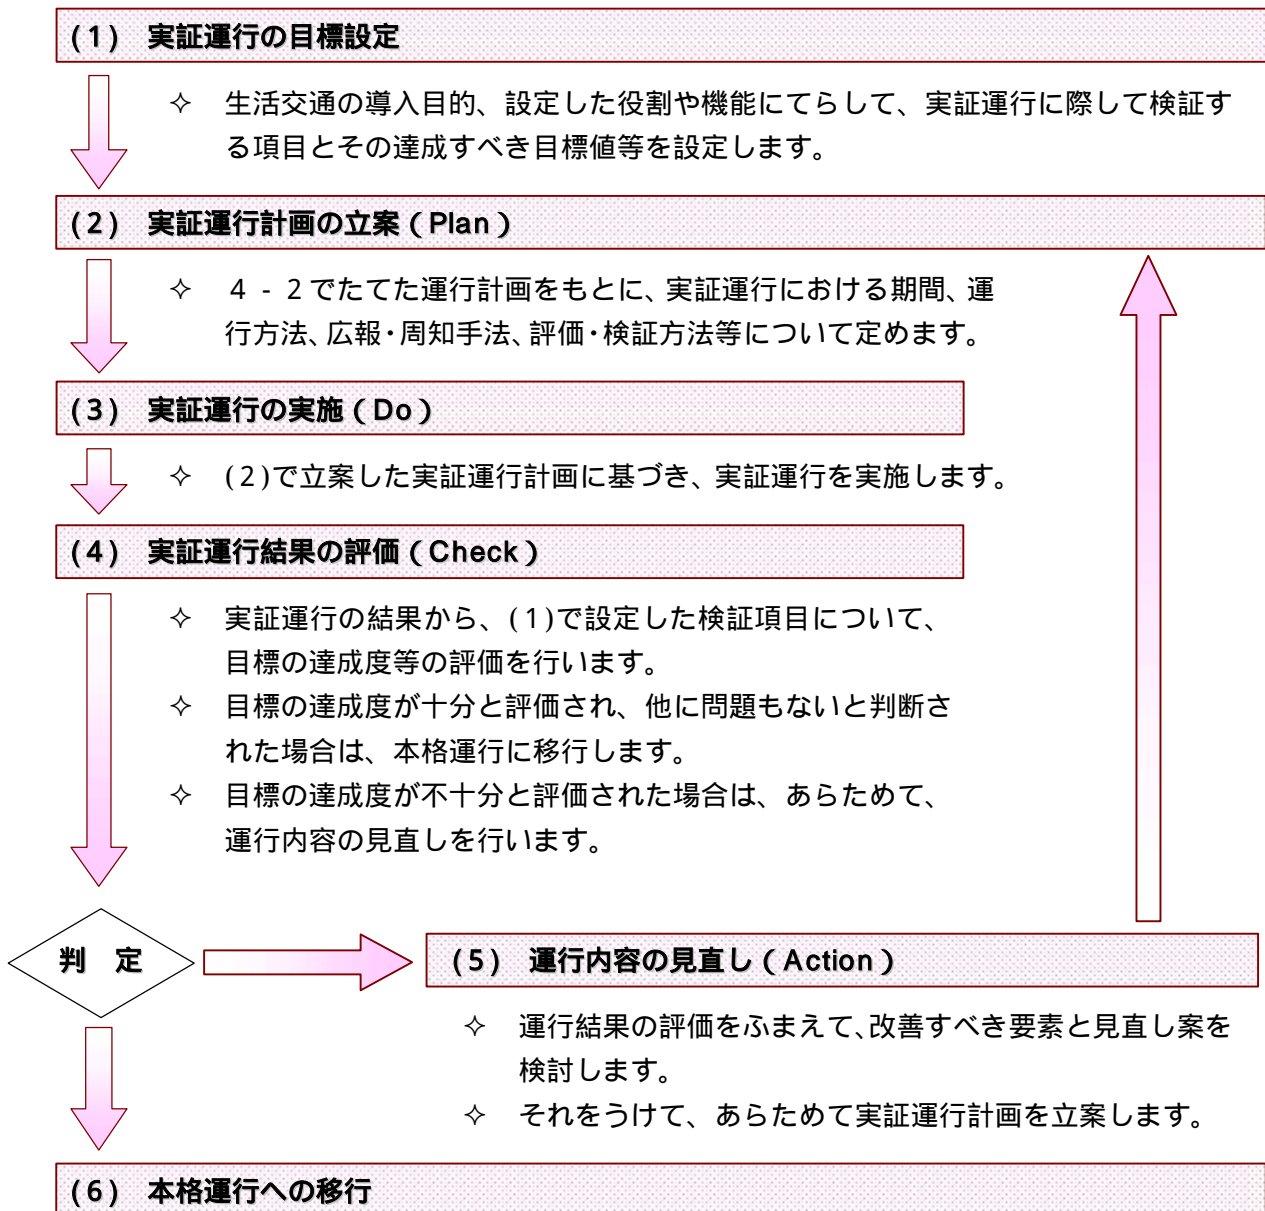 (1) 実証運行の目標設定
✧ 生活交通の導入目的、設定した役割や機能にてらして、実証運行に際して検証す
る項目とその達成すべき目標値等を設定します。
(2) 実証運行計画の立案（Plan）
✧ 4-2でたてた運行計画をもとに、実証運行における期間、運
行方法、広報・周知手法、評価・検証方法等について定めます。
(3) 実証運行の実施（Do）
✧ (2)で立案した実証運行計画に基づき、実証運行を実施します。
(4) 実証運行結果の評価（Check）
✧ 実証運行の結果から、(1)で設定した検証項目について、
目標の達成度等の評価を行います。
✧ 目標の達成度が十分と評価され、他に問題もないと判断さ
れた場合は、本格運行に移行します。
✧ 目標の達成度が不十分と評価された場合は、あらためて、
運行内容の見直しを行います。
判 定
(5) 運行内容の見直し（Action）
✧ 運行結果の評価をふまえて、改善すべき要素と見直し案を
検討します。
✧ それをうけて、あらためて実証運行計画を立案します。
(6) 本格運行への移行